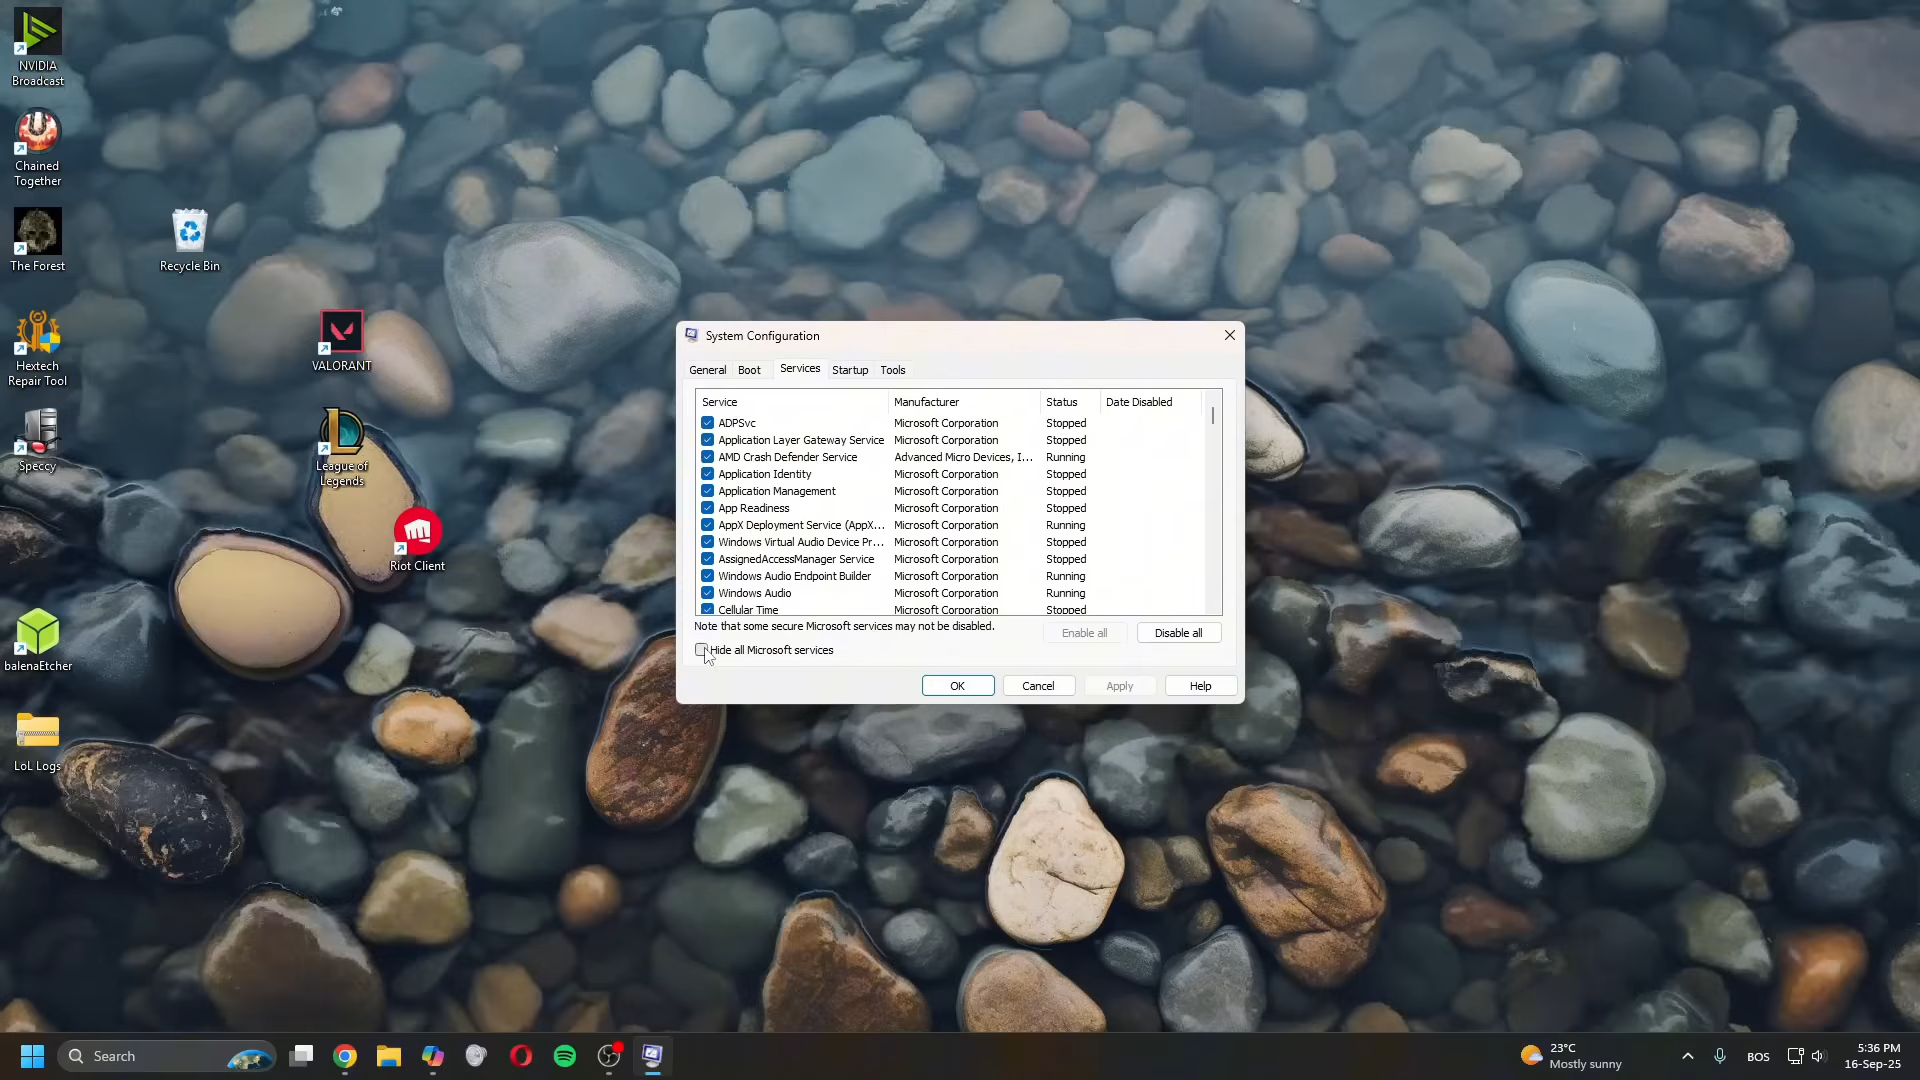 NVIDIA
Broadcast
Chained
Together
The Forest
Recycle Bin
Hextech
Repair Tool
VALORANT
Speccy
League of
Legends
Riot Client
balenaEtcher
LoL Logs
System Configuration
General Boot Services Startup Tools
Service Manufacturer Status Date Disabled
ADPSvc Microsoft Corporation Stopped
Application Layer Gateway Service Microsoft Corporation Stopped
AMD Crash Defender Service Advanced Micro Devices, I... Running
Application Identity Microsoft Corporation Stopped
Application Management Microsoft Corporation Stopped
App Readiness Microsoft Corporation Stopped
AppX Deployment Service (AppX... Microsoft Corporation Running
Windows Virtual Audio Device Pr... Microsoft Corporation Stopped
AssignedAccessManager Service Microsoft Corporation Stopped
Windows Audio Endpoint Builder Microsoft Corporation Running
Windows Audio Microsoft Corporation Running
Cellular Time Microsoft Corporation Stopped
Note that some secure Microsoft services may not be disabled.
Enable all Disable all
Hide all Microsoft services
OK Cancel Apply Help
Search
23°C
Mostly sunny
BOS
5:36 PM
16-Sep-25